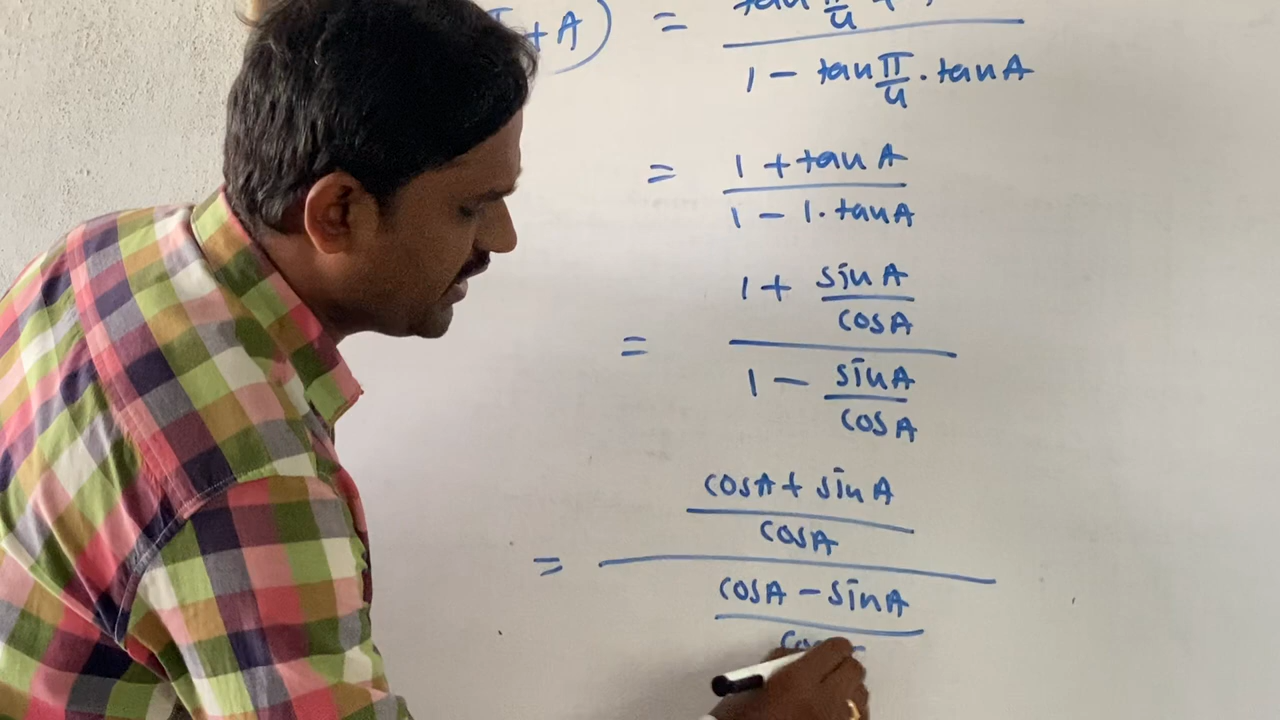 + A) = tan π/4 +
1 - tan π/4 . tan A
= 1 + tan A
1 - 1. tan A
1 + sin A
cos A
=
1 - sin A
cos A
cos A + sin A
cos A
=
cos A - sin A